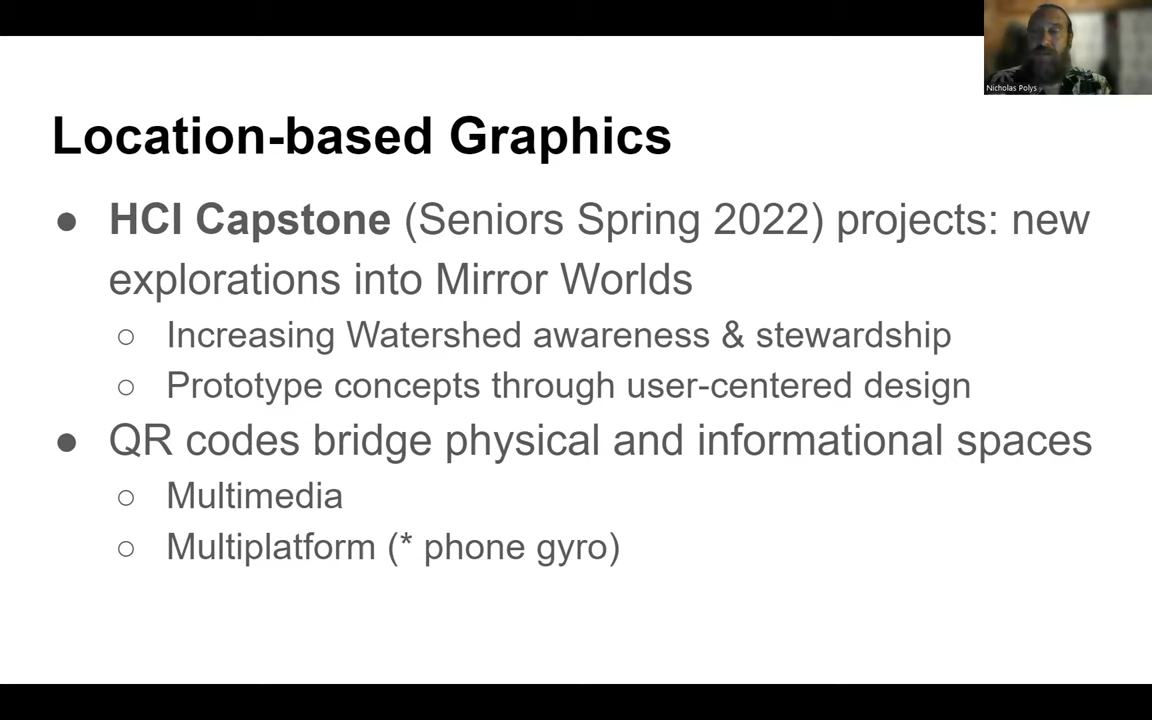 Nicholas Polys
Location-based Graphics
● HCI Capstone (Seniors Spring 2022) projects: new
explorations into Mirror Worlds
○ Increasing Watershed awareness & stewardship
○ Prototype concepts through user-centered design
● QR codes bridge physical and informational spaces
○ Multimedia
○ Multiplatform (* phone gyro)